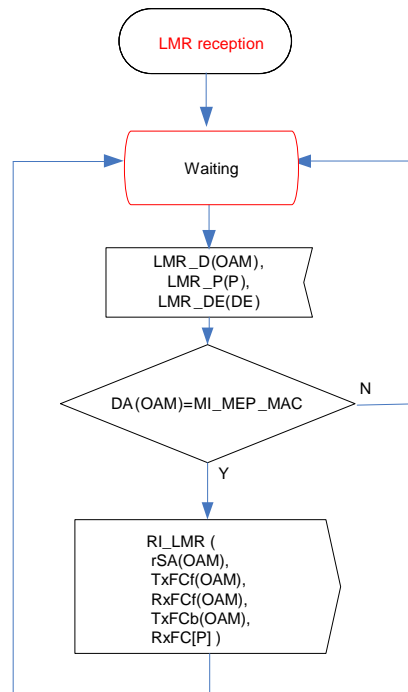 LMR reception
Waiting
LMR_D(OAM),
LMR_P(P),
LMR_DE(DE)
DA(OAM)=MI_MEP_MAC
N
Y
RI_LMR (
rSA(OAM),
TxFCf(OAM),
RxFCf(OAM),
TxFCb(OAM),
RxFC[P] )